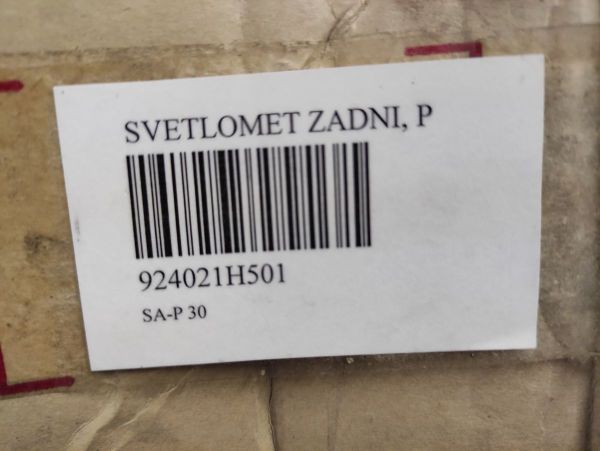 SVETLOMET ZADNI, P
924021H501
SA-P 30